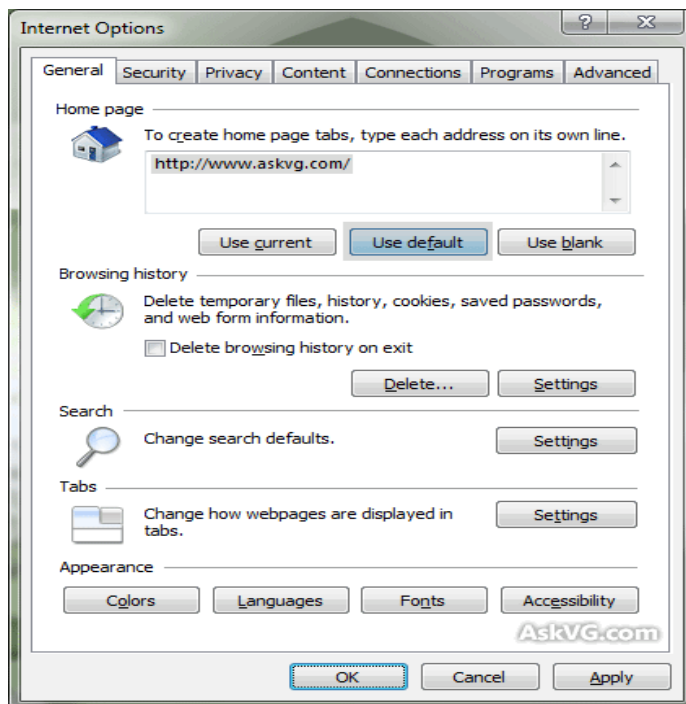 Internet Options
?
General Security Privacy Content Connections Programs Advanced
Home page
To create home page tabs, type each address on its own line.
http://www.askvg.com/
Use current Use default Use blank
Browsing history
Delete temporary files, history, cookies, saved passwords,
and web form information.
Delete browsing history on exit
Delete... Settings
Search
Change search defaults. Settings
Tabs
Change how webpages are displayed in Settings
tabs.
Appearance
Colors Languages Fonts Accessibility
AskVG.com
OK Cancel Apply